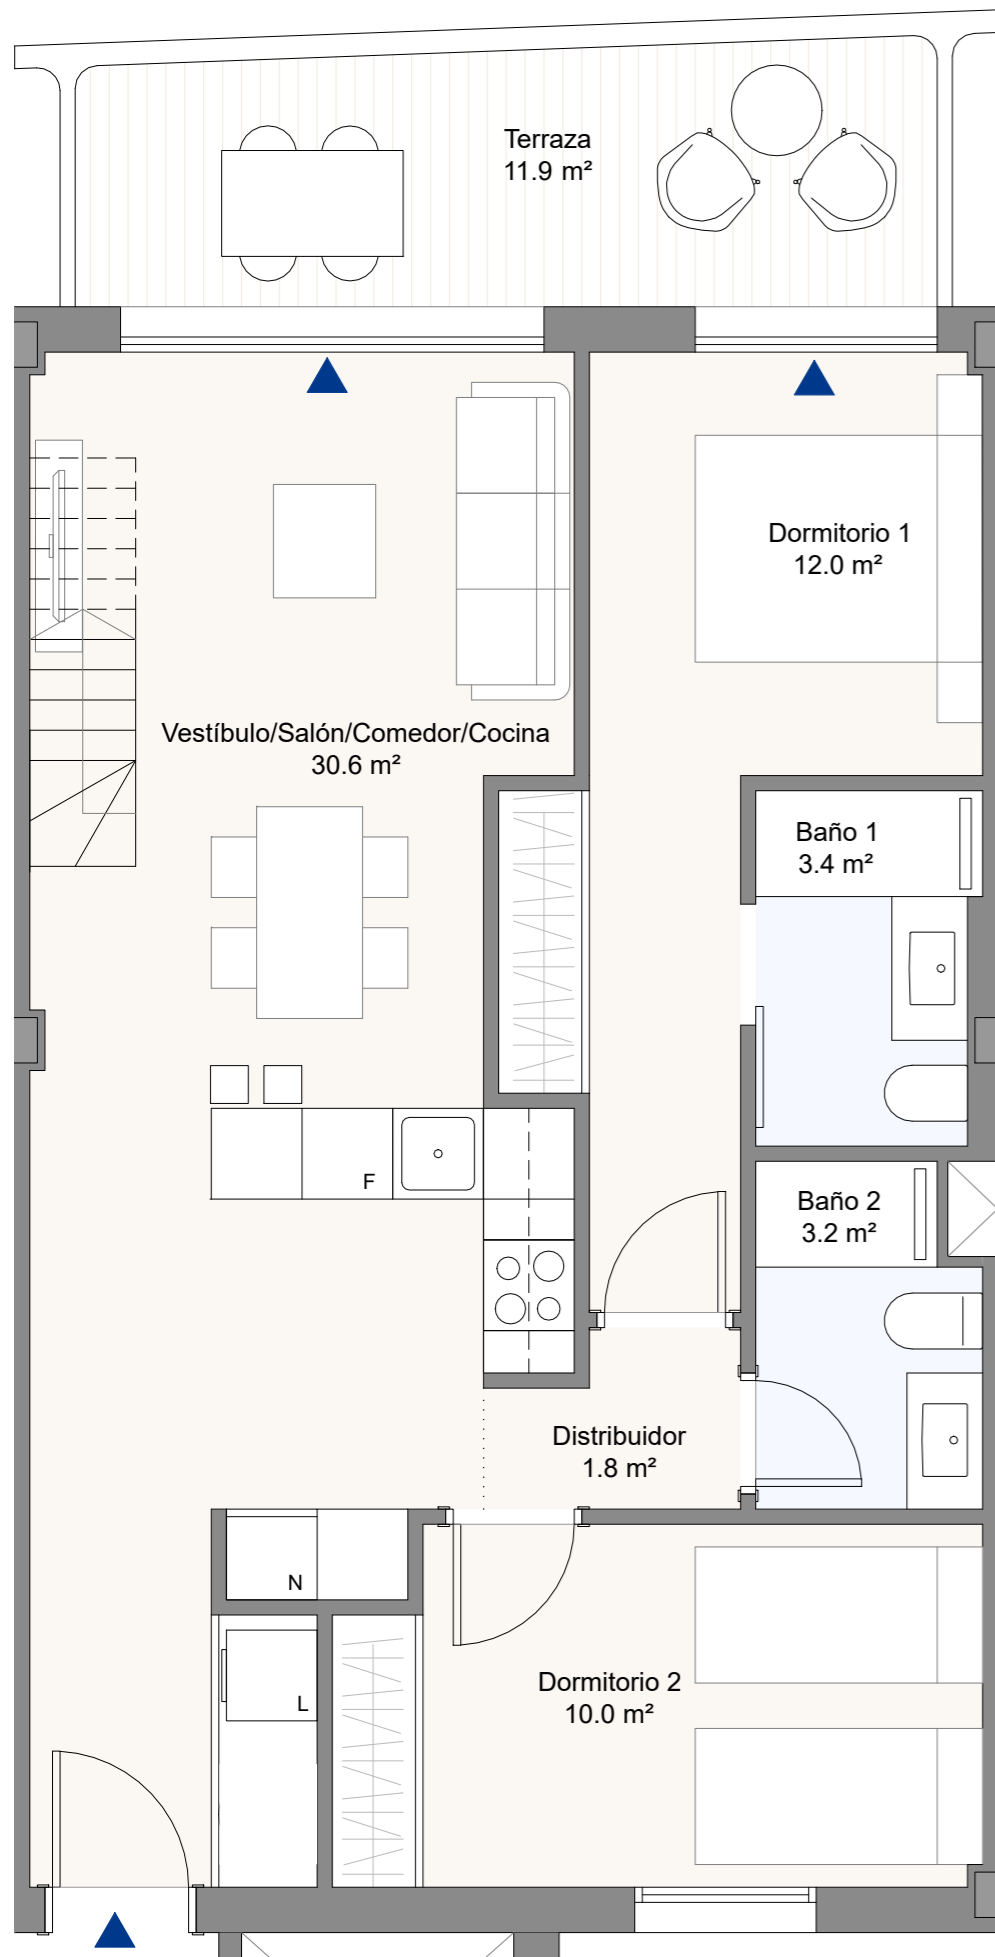 Terraza
11.9 m²
Dormitorio 1
12.0 m²
Vestíbulo/Salón/Comedor/Cocina
30.6 m²
Baño 1
3.4 m²
F
Baño 2
3.2 m²
Distribuidor
1.8 m²
N
L
Dormitorio 2
10.0 m²